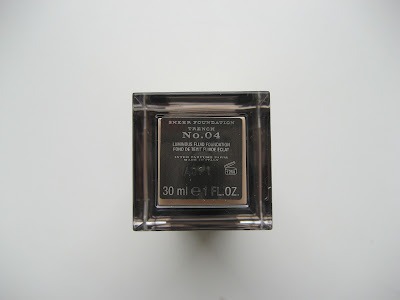 SHEER FOUNDATION
TRENCH
No.04
LUMINOUS FLUID FOUNDATION
FOND DE TEINT FLUIDE ÉCLAT
MADE IN ITALY
30 ml e 1 FL.OZ.